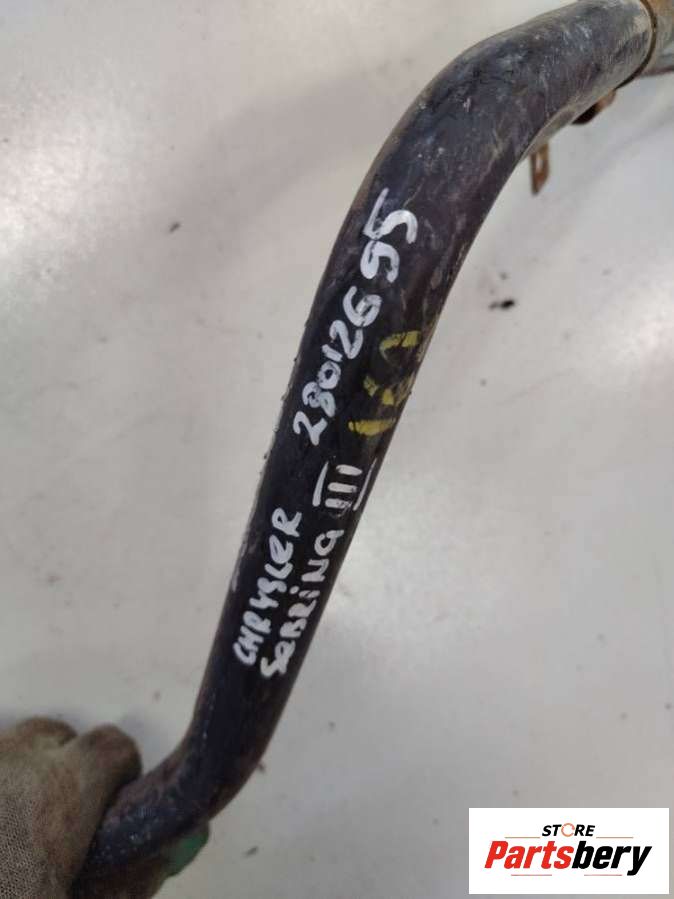 28012655
CHRYSLER
SEBRING III
STORE
Partsbery